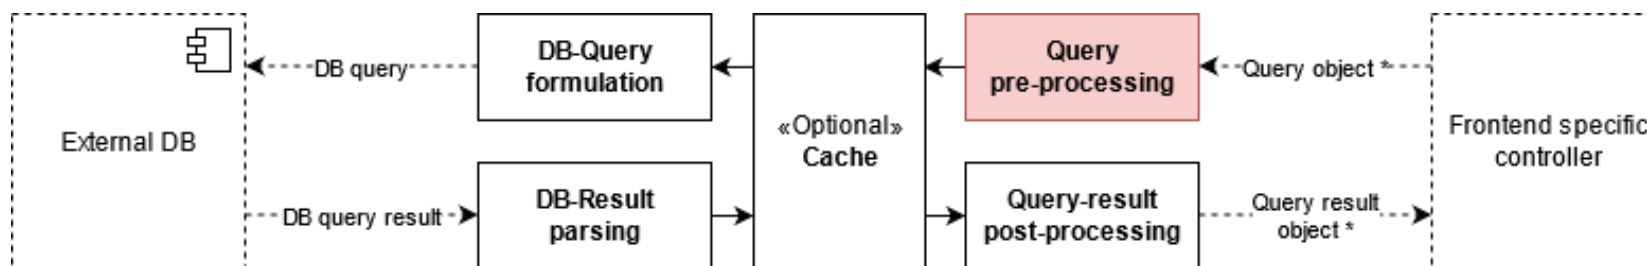 External DB
DB query
DB query result
DB-Query
formulation
DB-Result
parsing
«Optional»
Cache
Query
pre-processing
Query-result
post-processing
Query object *
Query result
object *
Frontend specific
controller